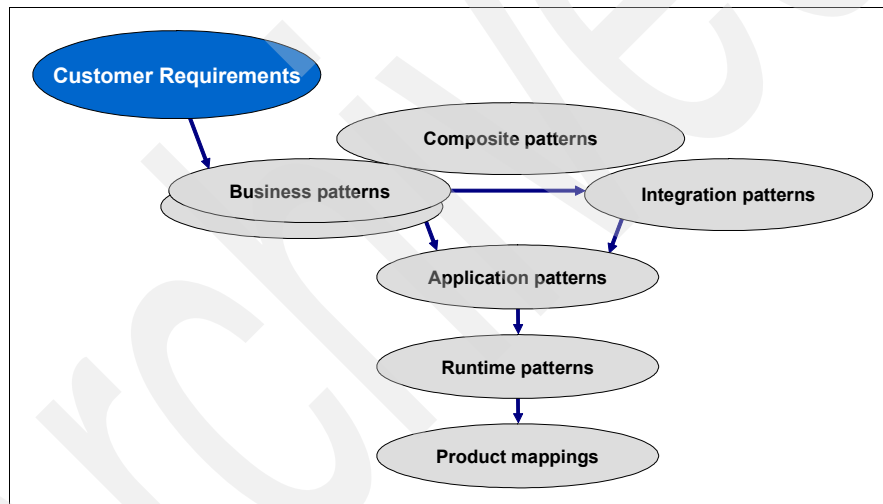 Customer Requirements
Composite patterns
Business patterns
Integration patterns
Application patterns
Runtime patterns
Product mappings